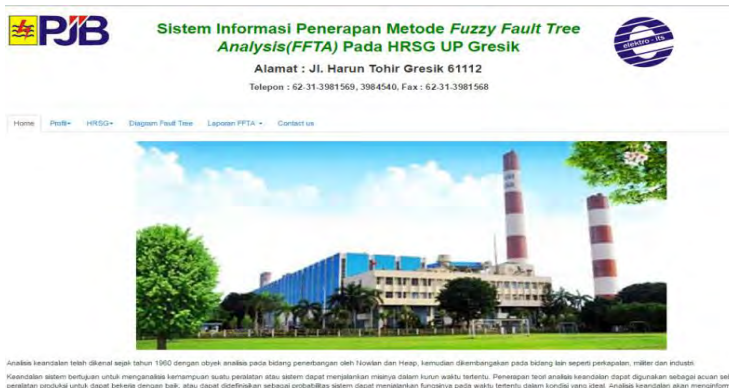 PJB
Sistem Informasi Penerapan Metode Fuzzy Fault Tree
Analysis(FFTA) Pada HRSG UP Gresik
elektro - its
Alamat : Jl. Harun Tohir Gresik 61112
Telepon : 62-31-3981569, 3984540, Fax : 62-31-3981568
Home Profil HRSG Diagram Fault Tree Laporan FFTA Contact us
Analisis keandalan telah dikenal sejak tahun 1960 dengan obyek analisis pada bidang penerbangan oleh Nowlan dan Heap, kemudian dikembangkan pada bidang lain seperti perkapalan, militer dan industri.
Keandalan sistem bertujuan untuk menganalisis kemampuan suatu peralatan atau sistem dapat menjalankan misinya dalam kurun waktu tertentu. Penerapan teori analisis keandalan dapat digunakan sebagai acuan
peralatan produksi untuk dapat bekerja dengan baik, atau dapat didefinisikan sebagai probabilitas sistem dapat menjalankan fungsinya pada waktu tertentu dalam kondisi yang ideal. Analisis keandalan akan